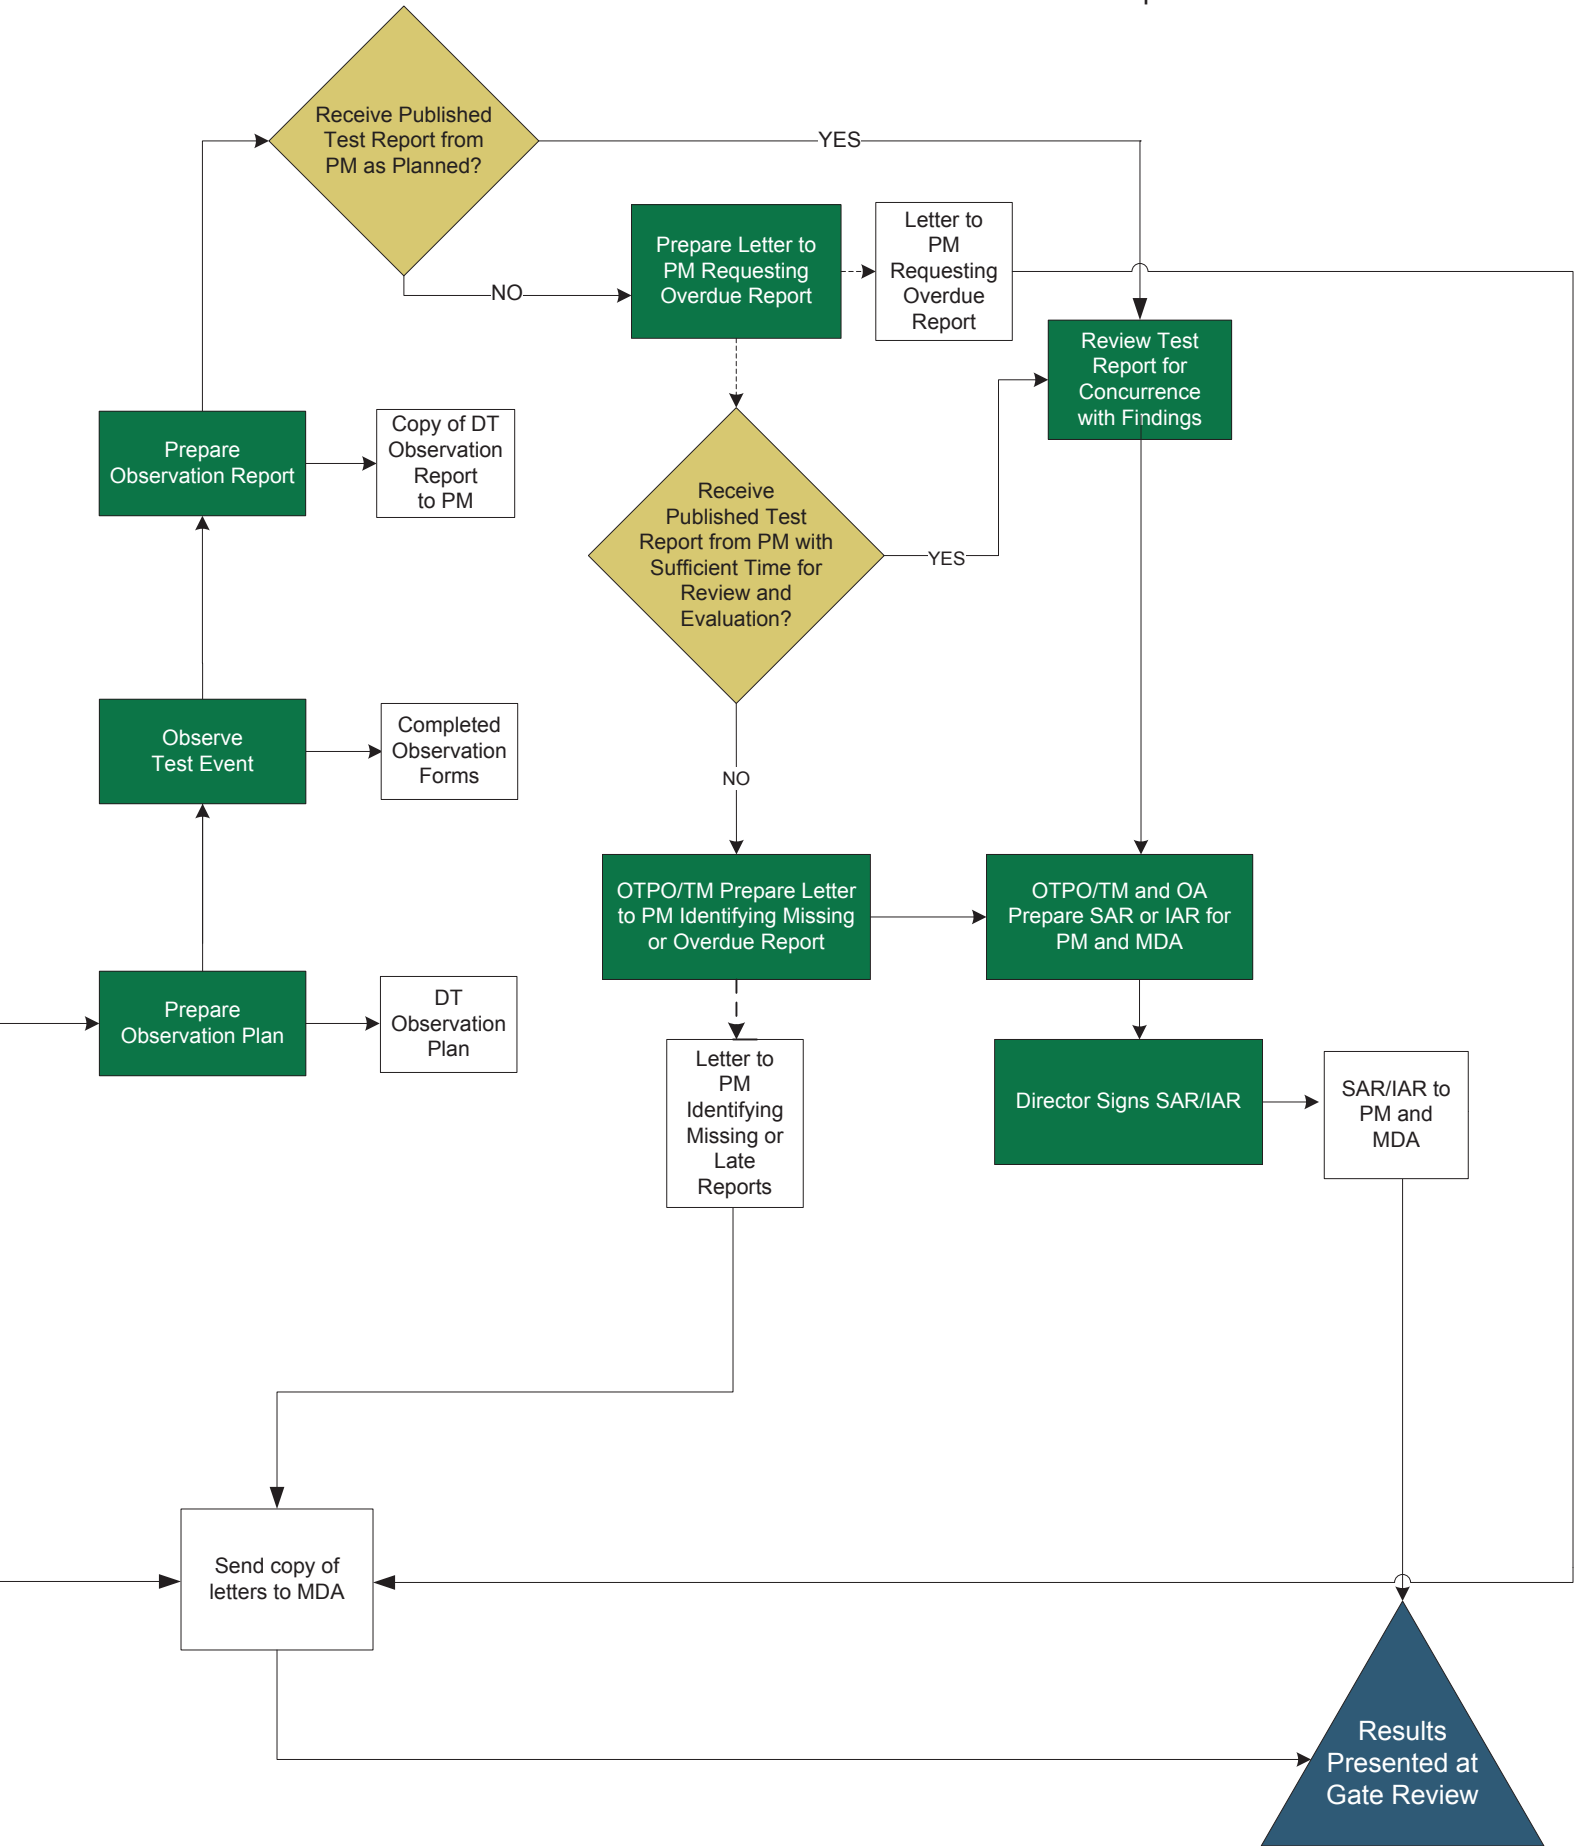 Receive Published
Test Report from
PM as Planned?
YES
NO
Prepare Letter to
PM Requesting
Overdue Report
Letter to
PM
Requesting
Overdue
Report
Review Test
Report for
Concurrence
with Findings
Prepare
Observation Report
Copy of DT
Observation
Report
to PM
Receive
Published Test
Report from PM with
Sufficient Time for
Review and
Evaluation?
YES
NO
Observe
Test Event
Completed
Observation
Forms
OTPO/TM Prepare Letter
to PM Identifying Missing
or Overdue Report
OTPO/TM and OA
Prepare SAR or IAR for
PM and MDA
Prepare
Observation Plan
DT
Observation
Plan
Letter to
PM
Identifying
Missing or
Late
Reports
Director Signs SAR/IAR
SAR/IAR to
PM and
MDA
Send copy of
letters to MDA
Results
Presented at
Gate Review